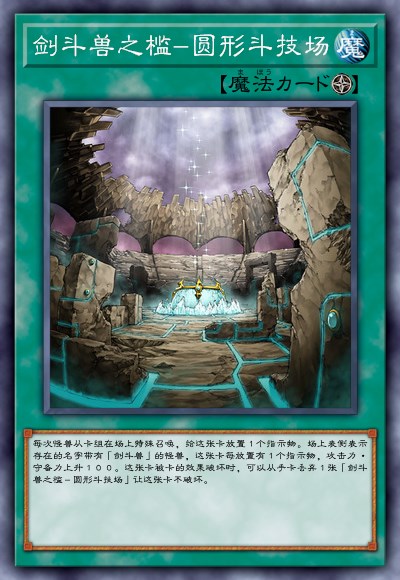 剑斗兽之槛-圆形斗技场 魔
【魔法カード】
まほう
每次怪兽从卡组在场上特殊召唤，给这张卡放置1个指示物。场上表侧表示
存在的名字带有「剑斗兽」的怪兽，这张卡每放置有1个指示物，攻击力·
守备力上升100。这张卡被卡的效果破坏时，可以从手卡丢弃1张「剑斗
兽之槛-圆形斗技场」让这张卡不破坏。